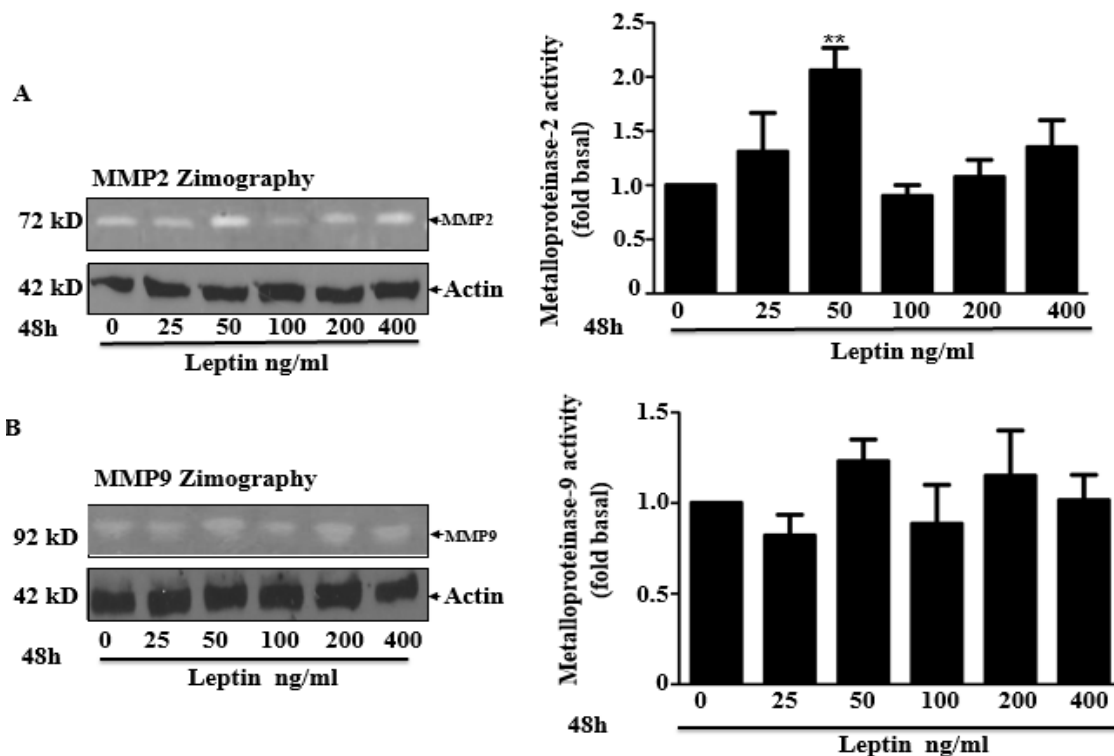 A
MMP2 Zimography
72 kD
MMP2
42 kD
Actin
48h
0 25 50 100 200 400
Leptin ng/ml
Metalloproteinase-2 activity
(fold basal)
2.5
2.0
1.5
1.0
0.5
0
**
0 25 50 100 200 400
48h
Leptin ng/ml
B
MMP9 Zimography
92 kD
MMP9
42 kD
Actin
0 25 50 100 200 400
48h
Leptin ng/ml
Metalloproteinase-9 activity
(fold basal)
1.5
1.0
0.5
0
0 25 50 100 200 400
48h
Leptin ng/ml